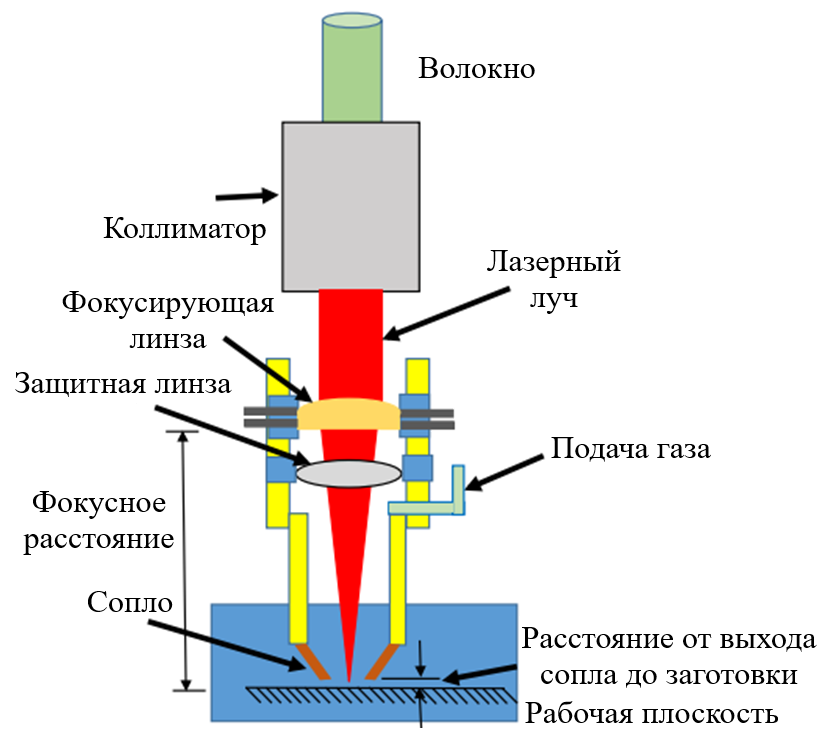 Волокно
Коллиматор
Лазерный
луч
Фокусирующая
линза
Защитная линза
Подача газа
Фокусное
расстояние
Сопло
Расстояние от выхода
сопла до заготовки
Рабочая плоскость